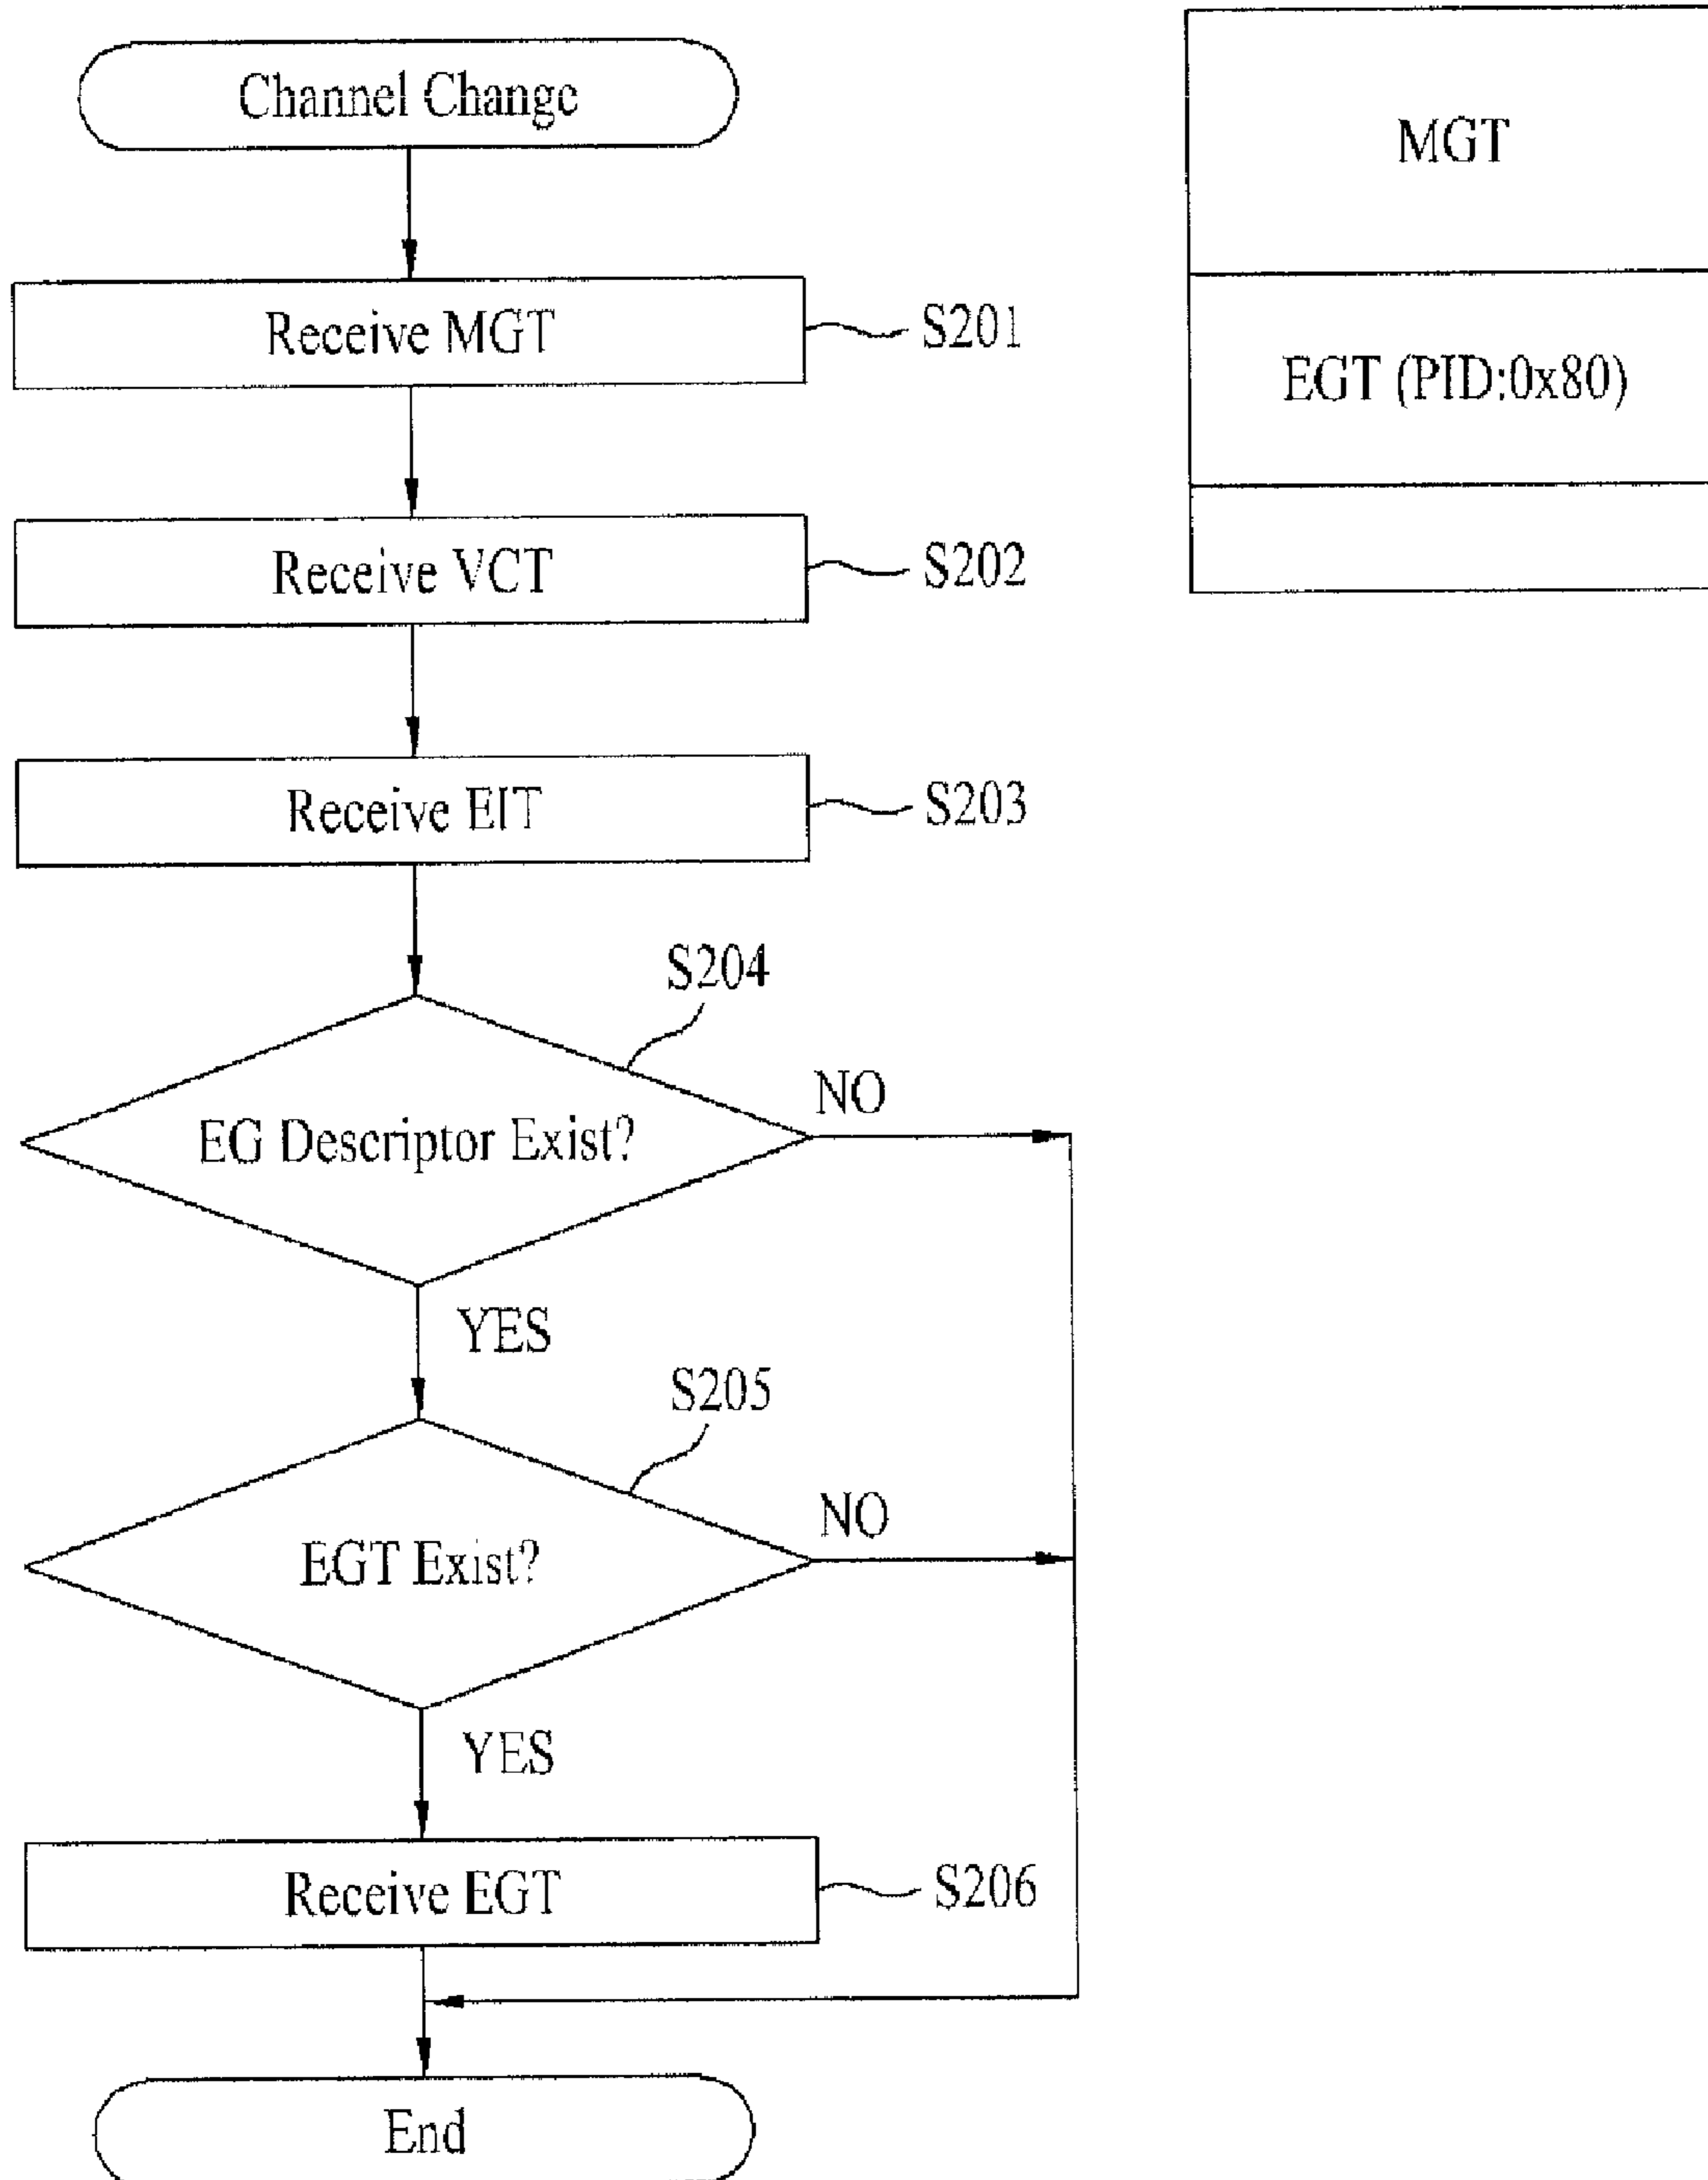 Channel Change
Receive MGT
S201
Receive VCT
S202
Receive EIT
S203
S204
EG Descriptor Exist?
NO
YES
S205
EGT Exist?
NO
YES
Receive EGT
S206
End
MGT
EGT (PID:0x80)